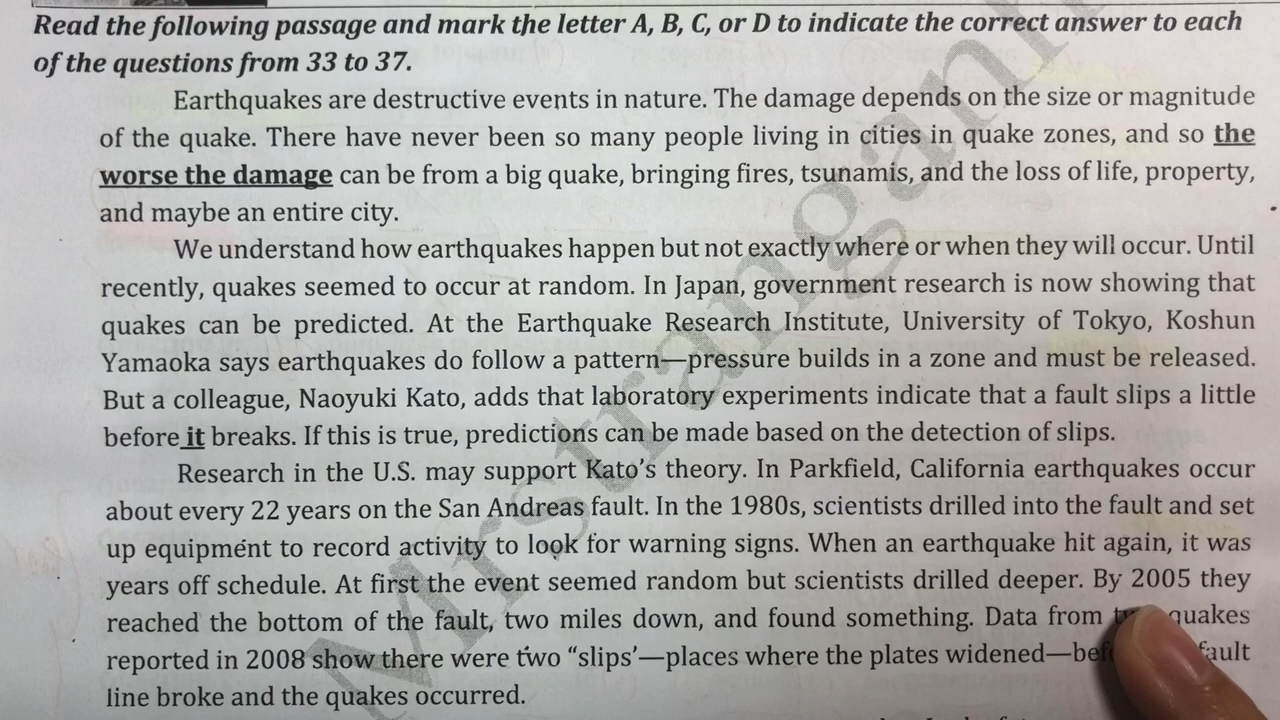 Read the following passage and mark the letter A, B, C, or D to indicate the correct answer to each
of the questions from 33 to 37.
Earthquakes are destructive events in nature. The damage depends on the size or magnitude
of the quake. There have never been so many people living in cities in quake zones, and so the
worse the damage can be from a big quake, bringing fires, tsunamis, and the loss of life, property,
and maybe an entire city.
We understand how earthquakes happen but not exactly where or when they will occur. Until
recently, quakes seemed to occur at random. In Japan, government research is now showing that
quakes can be predicted. At the Earthquake Research Institute, University of Tokyo, Koshun
Yamaoka says earthquakes do follow a pattern—pressure builds in a zone and must be released.
But a colleague, Naoyuki Kato, adds that laboratory experiments indicate that a fault slips a little
before it breaks. If this is true, predictions can be made based on the detection of slips.
Research in the U.S. may support Kato's theory. In Parkfield, California earthquakes occur
about every 22 years on the San Andreas fault. In the 1980s, scientists drilled into the fault and set
up equipment to record activity to look for warning signs. When an earthquake hit again, it was
years off schedule. At first the event seemed random but scientists drilled deeper. By 2005 they
reached the bottom of the fault, two miles down, and found something. Data from quakes
reported in 2008 show there were two “slips’—places where the plates widened— fault
line broke and the quakes occurred.